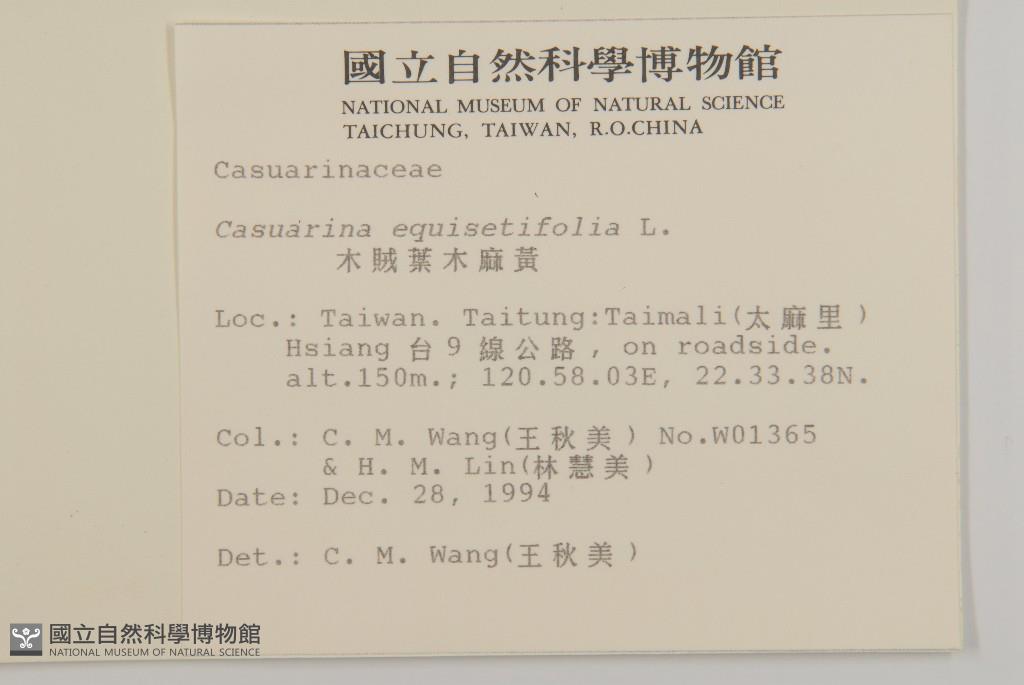 國立自然科學博物館
NATIONAL MUSEUM OF NATURAL SCIENCE
TAICHUNG, TAIWAN, R.O.CHINA
Casuarinaceae
Casuarina equisetifolia L.
木賊葉木麻黃
Loc.: Taiwan. Taitung:Taimali(太麻里)
Hsiang 台9線公路, on roadside.
alt.150m.; 120.58.03E, 22.33.38N.
Col.: C. M. Wang(王秋美) No.W01365
& H. M. Lin(林慧美)
Date: Dec. 28, 1994
Det.: C. M. Wang(王秋美)
國立自然科學博物館
NATIONAL MUSEUM OF NATURAL SCIENCE